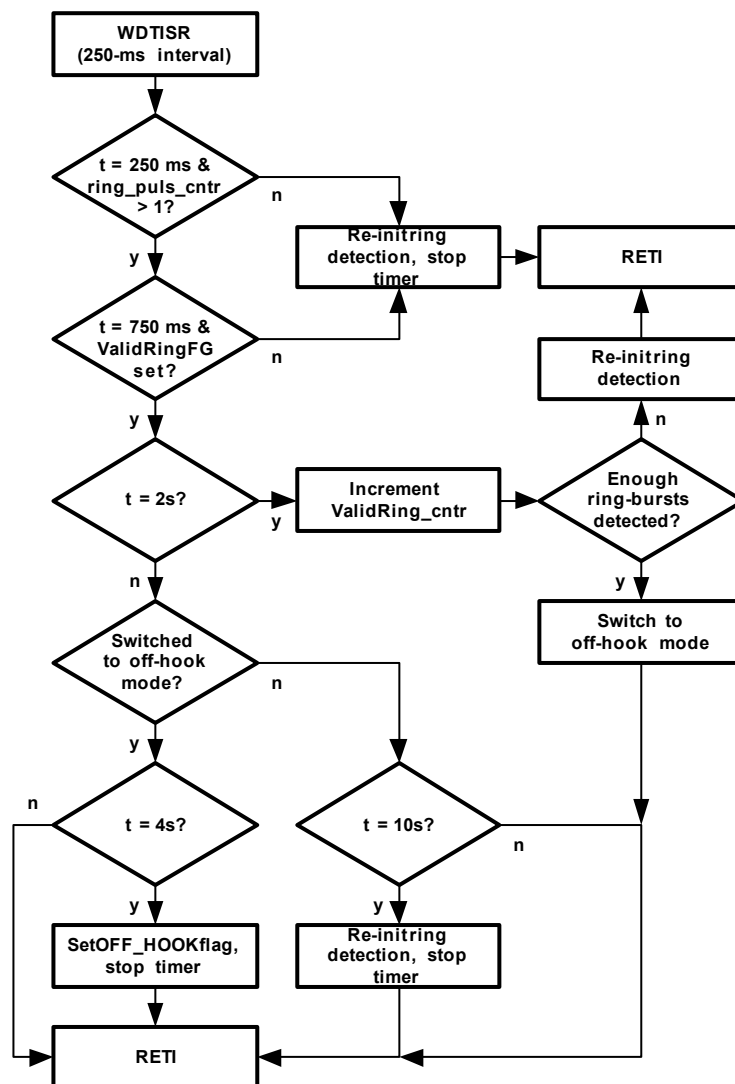 WDTISR
(250-ms interval)
t = 250 ms &
ring_puls_cntr
> 1?
n
y
Re-initring
detection, stop
timer
RETI
t = 750 ms &
ValidRingFG
set?
n
y
Re-initring
detection
n
t = 2s?
y
n
Increment
ValidRing_cntr
Enough
ring-bursts
detected?
y
Switched
to off-hook
mode?
n
y
Switch to
off-hook mode
t = 4s?
n
y
t = 10s?
n
y
SetOFF_HOOKflag,
stop timer
Re-initring
detection, stop
timer
RETI